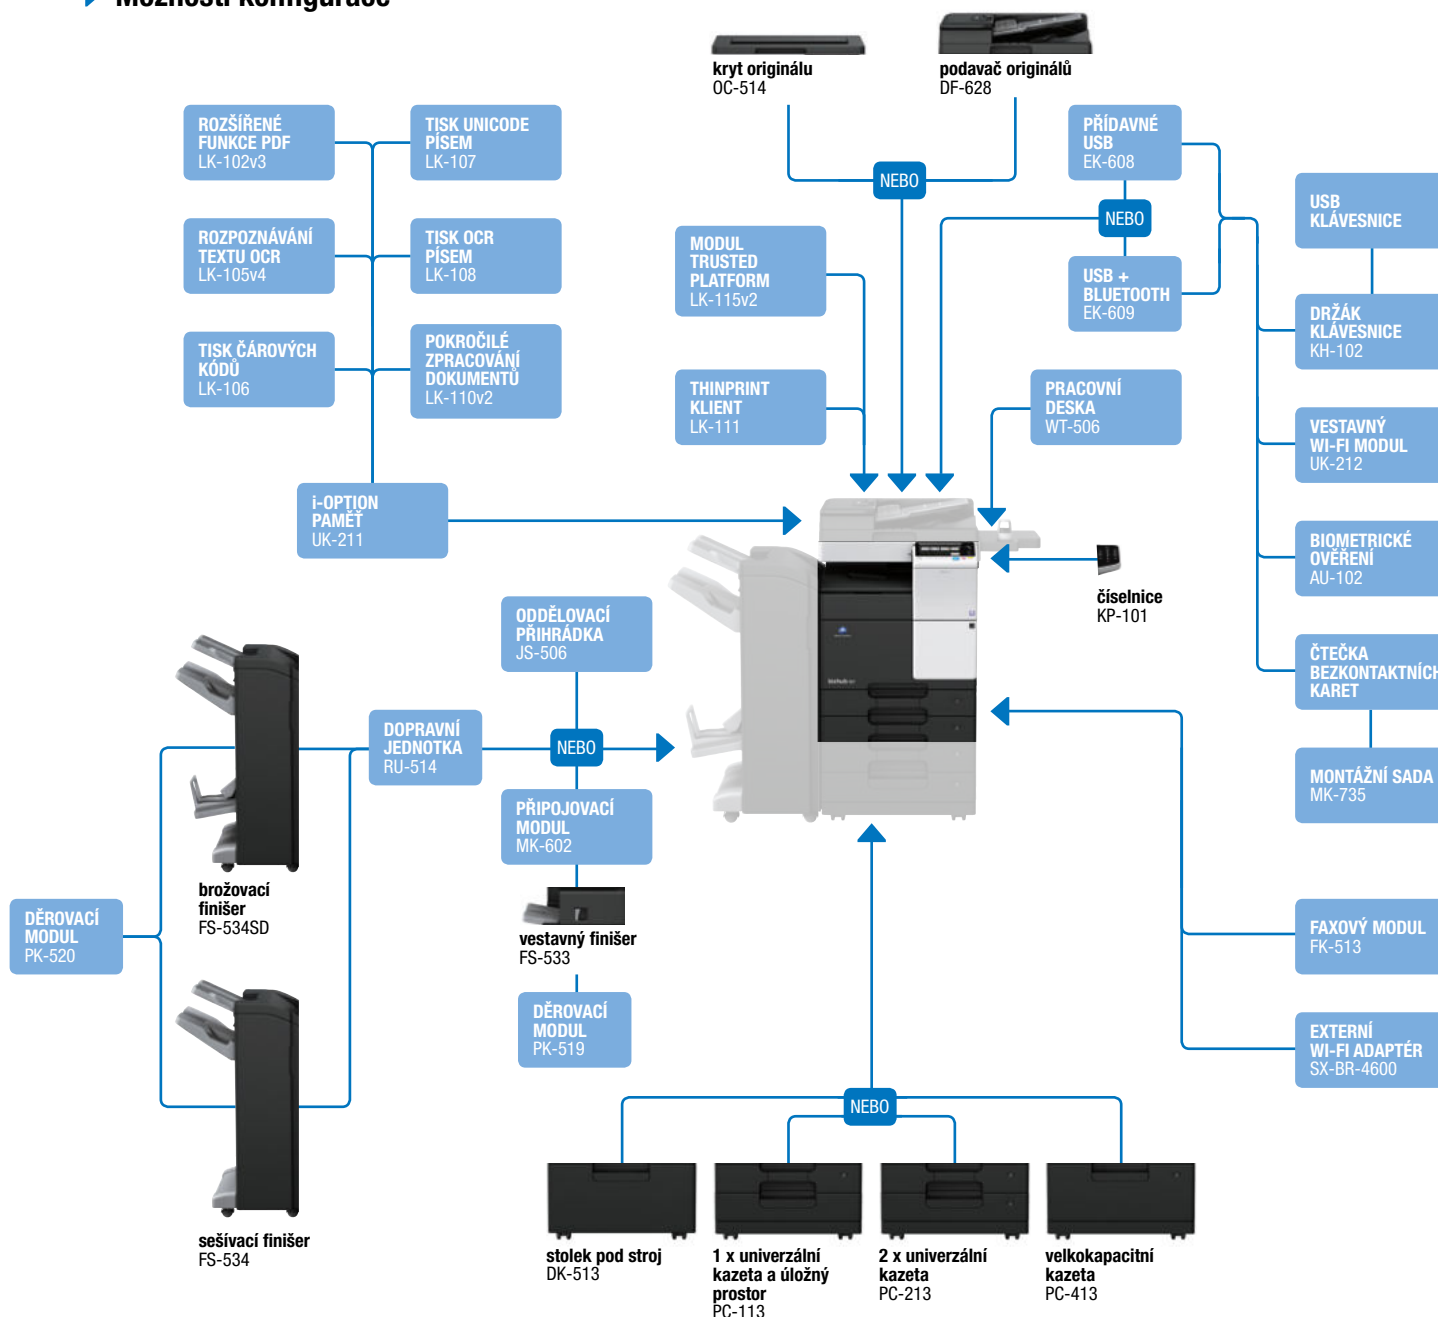 Možnosti konfigurace
kryt originálu
OC-514
podavač originálů
DF-628
ROZŠÍŘENÉ
FUNKCE PDF
LK-102v3
TISK UNICODE
PÍSEM
LK-107
PŘÍDAVNÉ
USB
EK-608
NEBO
USB
KLÁVESNICE
ROZPOZNÁVÁNÍ
TEXTU OCR
LK-105v4
TISK OCR
PÍSEM
LK-108
MODUL
TRUSTED
PLATFORM
LK-115v2
NEBO
USB +
BLUETOOTH
EK-609
DRŽÁK
KLÁVESNICE
KH-102
TISK ČÁROVÝCH
KÓDŮ
LK-106
POKROČILÉ
ZPRACOVÁNÍ
DOKUMENTŮ
LK-110v2
THINPRINT
KLIENT
LK-111
PRACOVNÍ
DESKA
WT-506
VESTAVNÝ
WI-FI MODUL
UK-212
i-OPTION
PAMĚŤ
UK-211
BIOMETRICKÉ
OVĚŘENÍ
AU-102
číselnice
KP-101
ODDĚLOVACÍ
PŘIHRÁDKA
JS-506
ČTEČKA
BEZKONTAKTNÍCH
KARET
DOPRAVNÍ
JEDNOTKA
RU-514
NEBO
MONTÁŽNÍ SADA
MK-735
PŘIPOJOVACÍ
MODUL
MK-602
brožovací
finišer
FS-534SD
DĚROVACÍ
MODUL
PK-520
vestavný finišer
FS-533
FAXOVÝ MODUL
FK-513
DĚROVACÍ
MODUL
PK-519
EXTERNÍ
WI-FI ADAPTÉR
SX-BR-4600
NEBO
sešívací finišer
FS-534
stolek pod stroj
DK-513
1 x univerzální
kazeta a úložný
prostor
PC-113
2 x univerzální
kazeta
PC-213
velkokapacitní
kazeta
PC-413